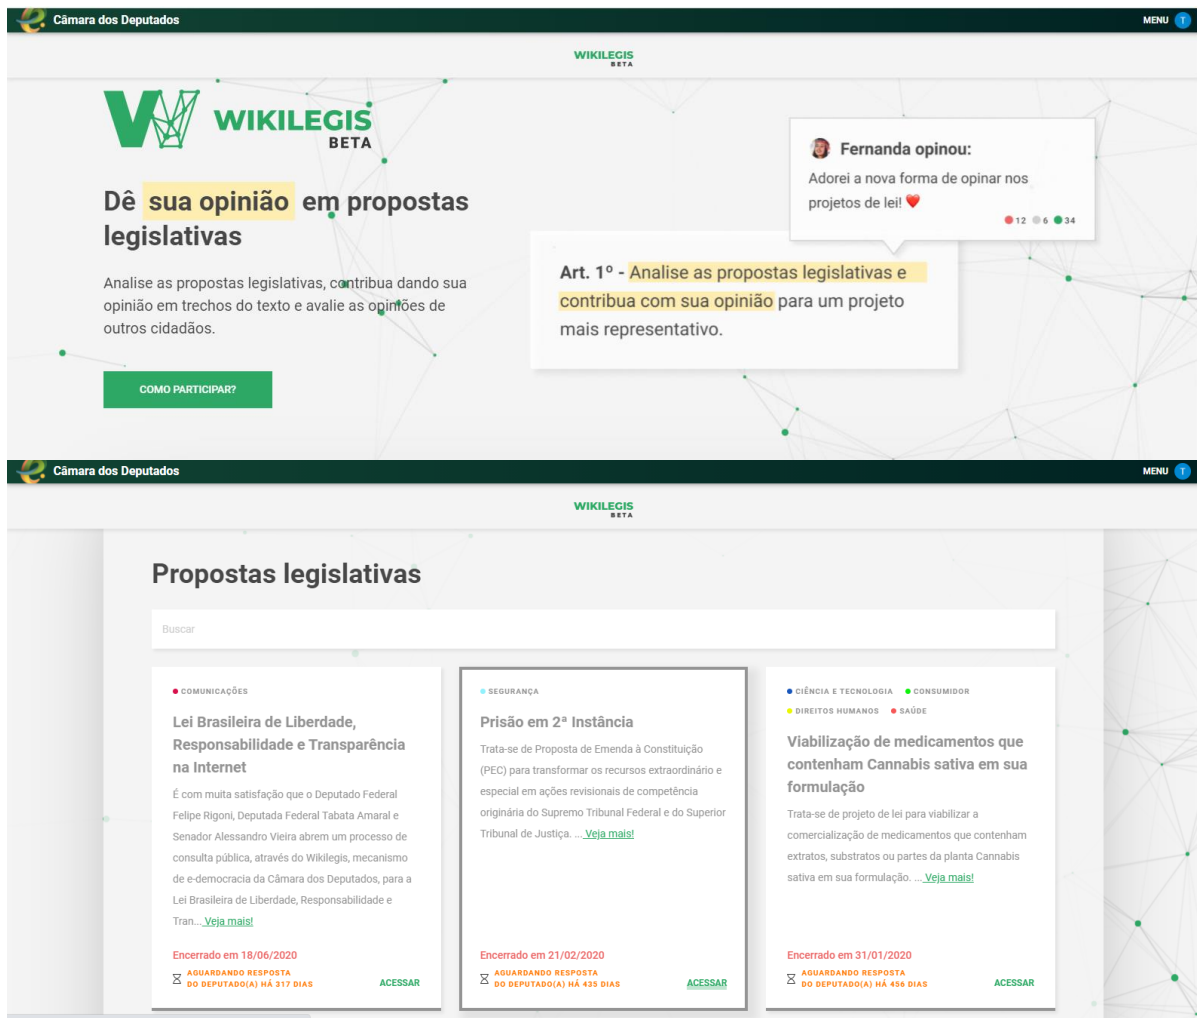 Câmara dos Deputados
MENU T
WIKILEGIS
BETA
WIKILEGIS
BETA
Dê sua opinião em propostas
legislativas
Analise as propostas legislativas, contribua dando sua
opinião em trechos do texto e avalie as opiniões de
outros cidadãos.
COMO PARTICIPAR?
Fernanda opinou:
Adorei a nova forma de opinar nos
projetos de lei! ❤️
12 6 34
Art. 1º - Analise as propostas legislativas e
contribua com sua opinião para um projeto
mais representativo.
Câmara dos Deputados
MENU T
WIKILEGIS
BETA
Propostas legislativas
Buscar
COMUNICAÇÕES
Lei Brasileira de Liberdade,
Responsabilidade e Transparência
na Internet
É com muita satisfação que o Deputado Federal
Felipe Rigoni, Deputada Federal Tabata Amaral e
Senador Alessandro Vieira abrem um processo de
consulta pública, através do Wikilegis, mecanismo
de e-democracia da Câmara dos Deputados, para a
Lei Brasileira de Liberdade, Responsabilidade e
Tran... Veja mais!
Encerrado em 18/06/2020
AGUARDANDO RESPOSTA
DO DEPUTADO(A) HÁ 317 DIAS
ACESSAR
SEGURANÇA
Prisão em 2ª Instância
Trata-se de Proposta de Emenda à Constituição
(PEC) para transformar os recursos extraordinário e
especial em ações revisionais de competência
originária do Supremo Tribunal Federal e do Superior
Tribunal de Justiça. ... Veja mais!
Encerrado em 21/02/2020
AGUARDANDO RESPOSTA
DO DEPUTADO(A) HÁ 435 DIAS
ACESSAR
CIÊNCIA E TECNOLOGIA CONSUMIDOR
DIREITOS HUMANOS SAÚDE
Viabilização de medicamentos que
contenham Cannabis sativa em sua
formulação
Trata-se de projeto de lei para viabilizar a
comercialização de medicamentos que contenham
extratos, substratos ou partes da planta Cannabis
sativa em sua formulação. ... Veja mais!
Encerrado em 31/01/2020
AGUARDANDO RESPOSTA
DO DEPUTADO(A) HÁ 456 DIAS
ACESSAR